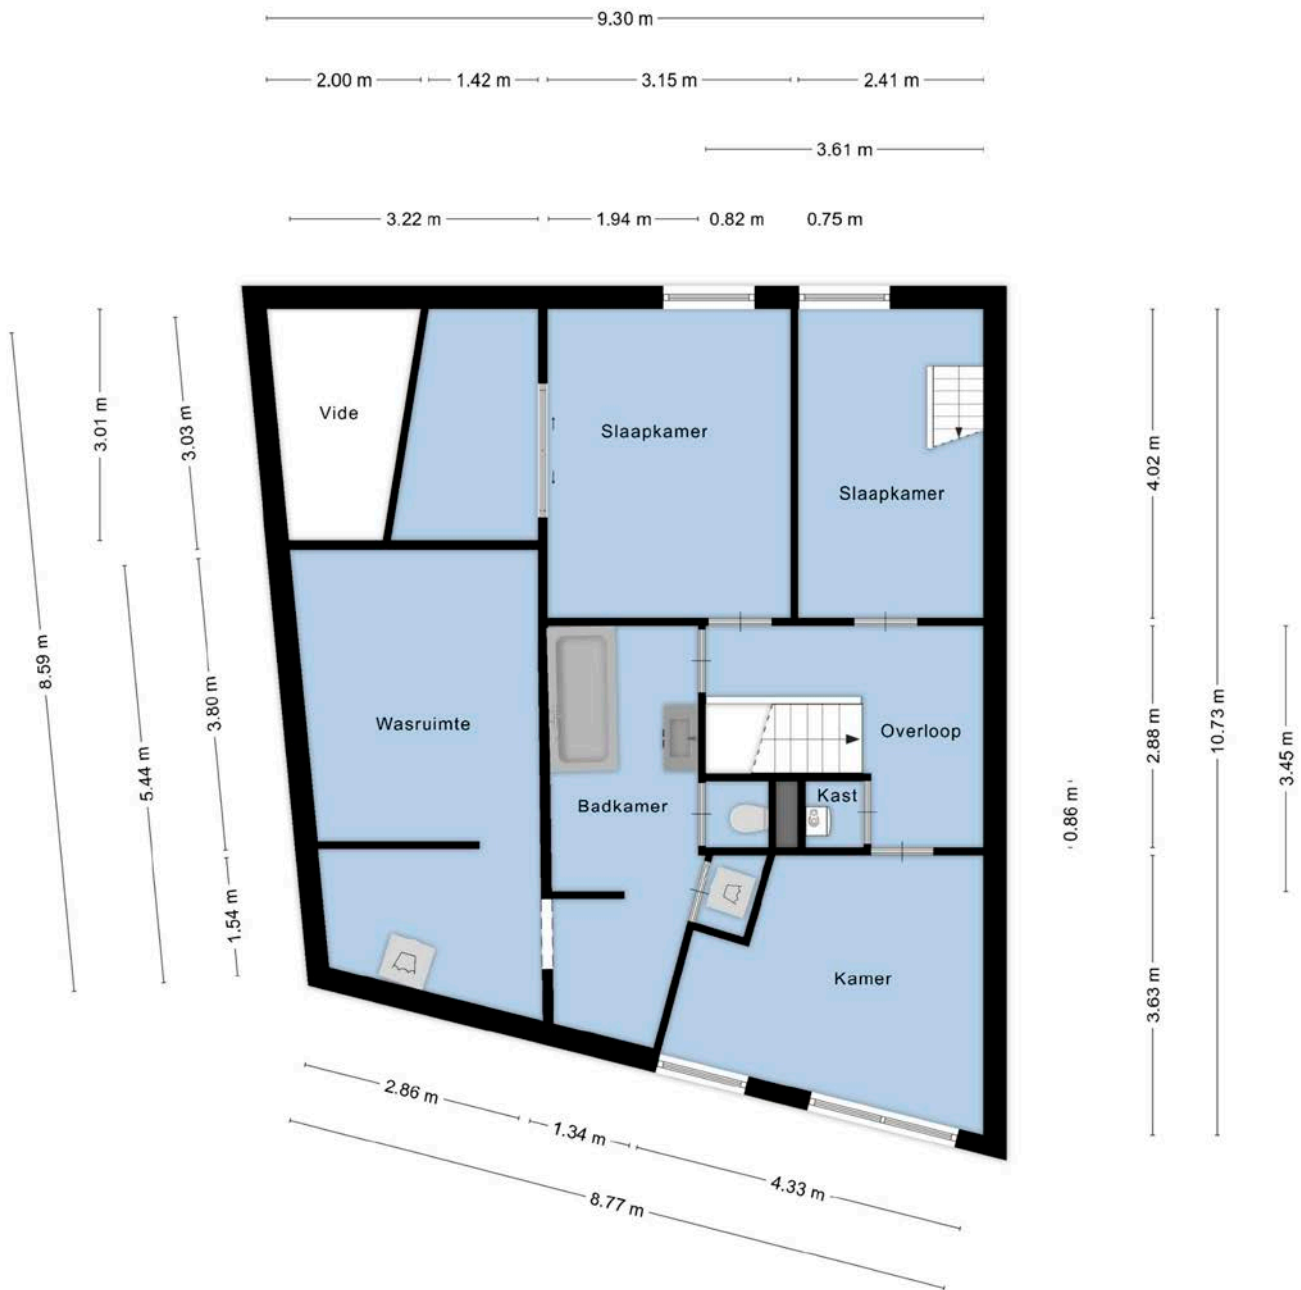 9.30 m
2.00 m
1.42 m
3.15 m
2.41 m
3.61 m
3.22 m
1.94 m
0.82 m
0.75 m
Vide
Slaapkamer
Slaapkamer
Wasruimte
Badkamer
Overloop
Kast
Kamer
8.59 m
3.01 m
5.44 m
3.03 m
3.80 m
1.54 m
4.02 m
2.88 m
3.63 m
10.73 m
3.45 m
0.86 m
2.86 m
1.34 m
4.33 m
8.77 m